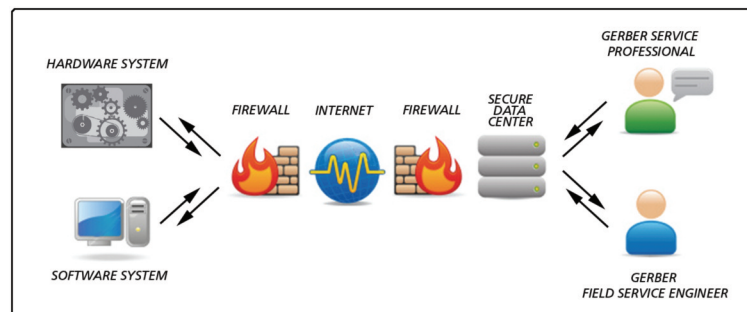 HARDWARE SYSTEM
FIREWALL
INTERNET
FIREWALL
SECURE
DATA
CENTER
GERBER SERVICE
PROFESSIONAL
SOFTWARE SYSTEM
GERBER
FIELD SERVICE ENGINEER